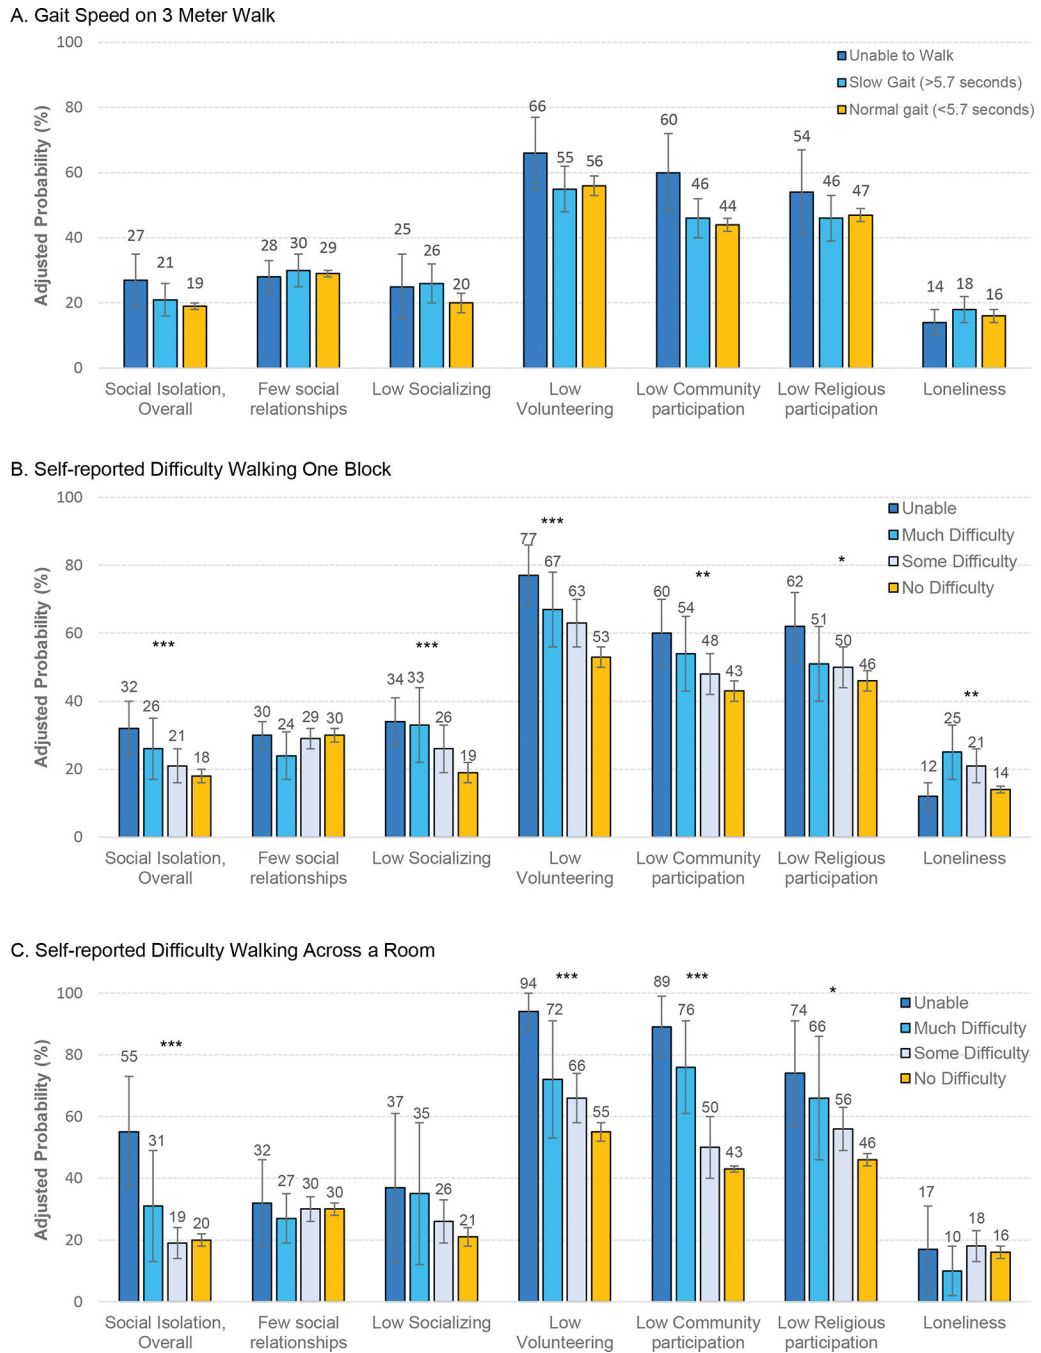 A. Gait Speed on 3 Meter Walk
Adjusted Probability (%)
100
80
60
40
20
0
Unable to Walk
Slow Gait (>5.7 seconds)
Normal gait (<5.7 seconds)
27 21 19
28 30 29
25 26 20
66 55 56
60 46 44
54 46 47
14 18 16
Social Isolation,
Overall
Few social
relationships
Low Socializing
Low
Volunteering
Low Community
participation
Low Religious
participation
Loneliness
B. Self-reported Difficulty Walking One Block
Adjusted Probability (%)
100
80
60
40
20
0
Unable
Much Difficulty
Some Difficulty
No Difficulty
***
32 26 21 18
30 24 29 30
***
34 33 26 19
***
77 67 63 53
**
60 54 48 43
*
62 51 50 46
**
12 25 21 14
Social Isolation,
Overall
Few social
relationships
Low Socializing
Low
Volunteering
Low Community
participation
Low Religious
participation
Loneliness
C. Self-reported Difficulty Walking Across a Room
Adjusted Probability (%)
100
80
60
40
20
0
Unable
Much Difficulty
Some Difficulty
No Difficulty
***
55 31 19 20
32 27 30 30
37 35 26 21
***
94 72 66 55
***
89 76 50 43
*
74 66 56 46
17 10 18 16
Social Isolation,
Overall
Few social
relationships
Low Socializing
Low
Volunteering
Low Community
participation
Low Religious
participation
Loneliness